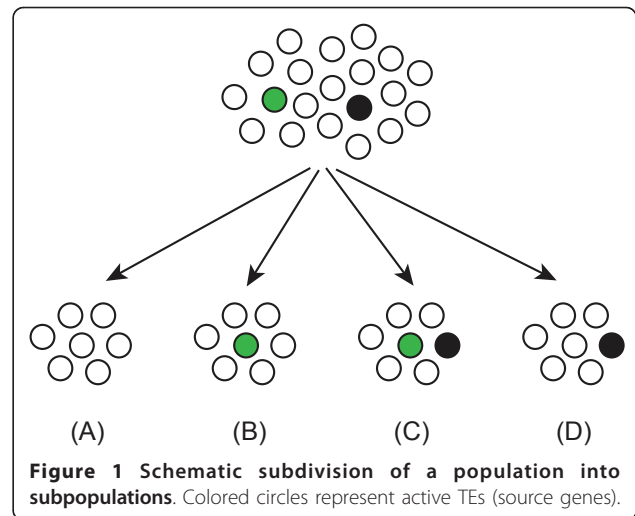 (A) (B) (C) (D)
Figure 1 Schematic subdivision of a population into
subpopulations. Colored circles represent active TEs (source genes).